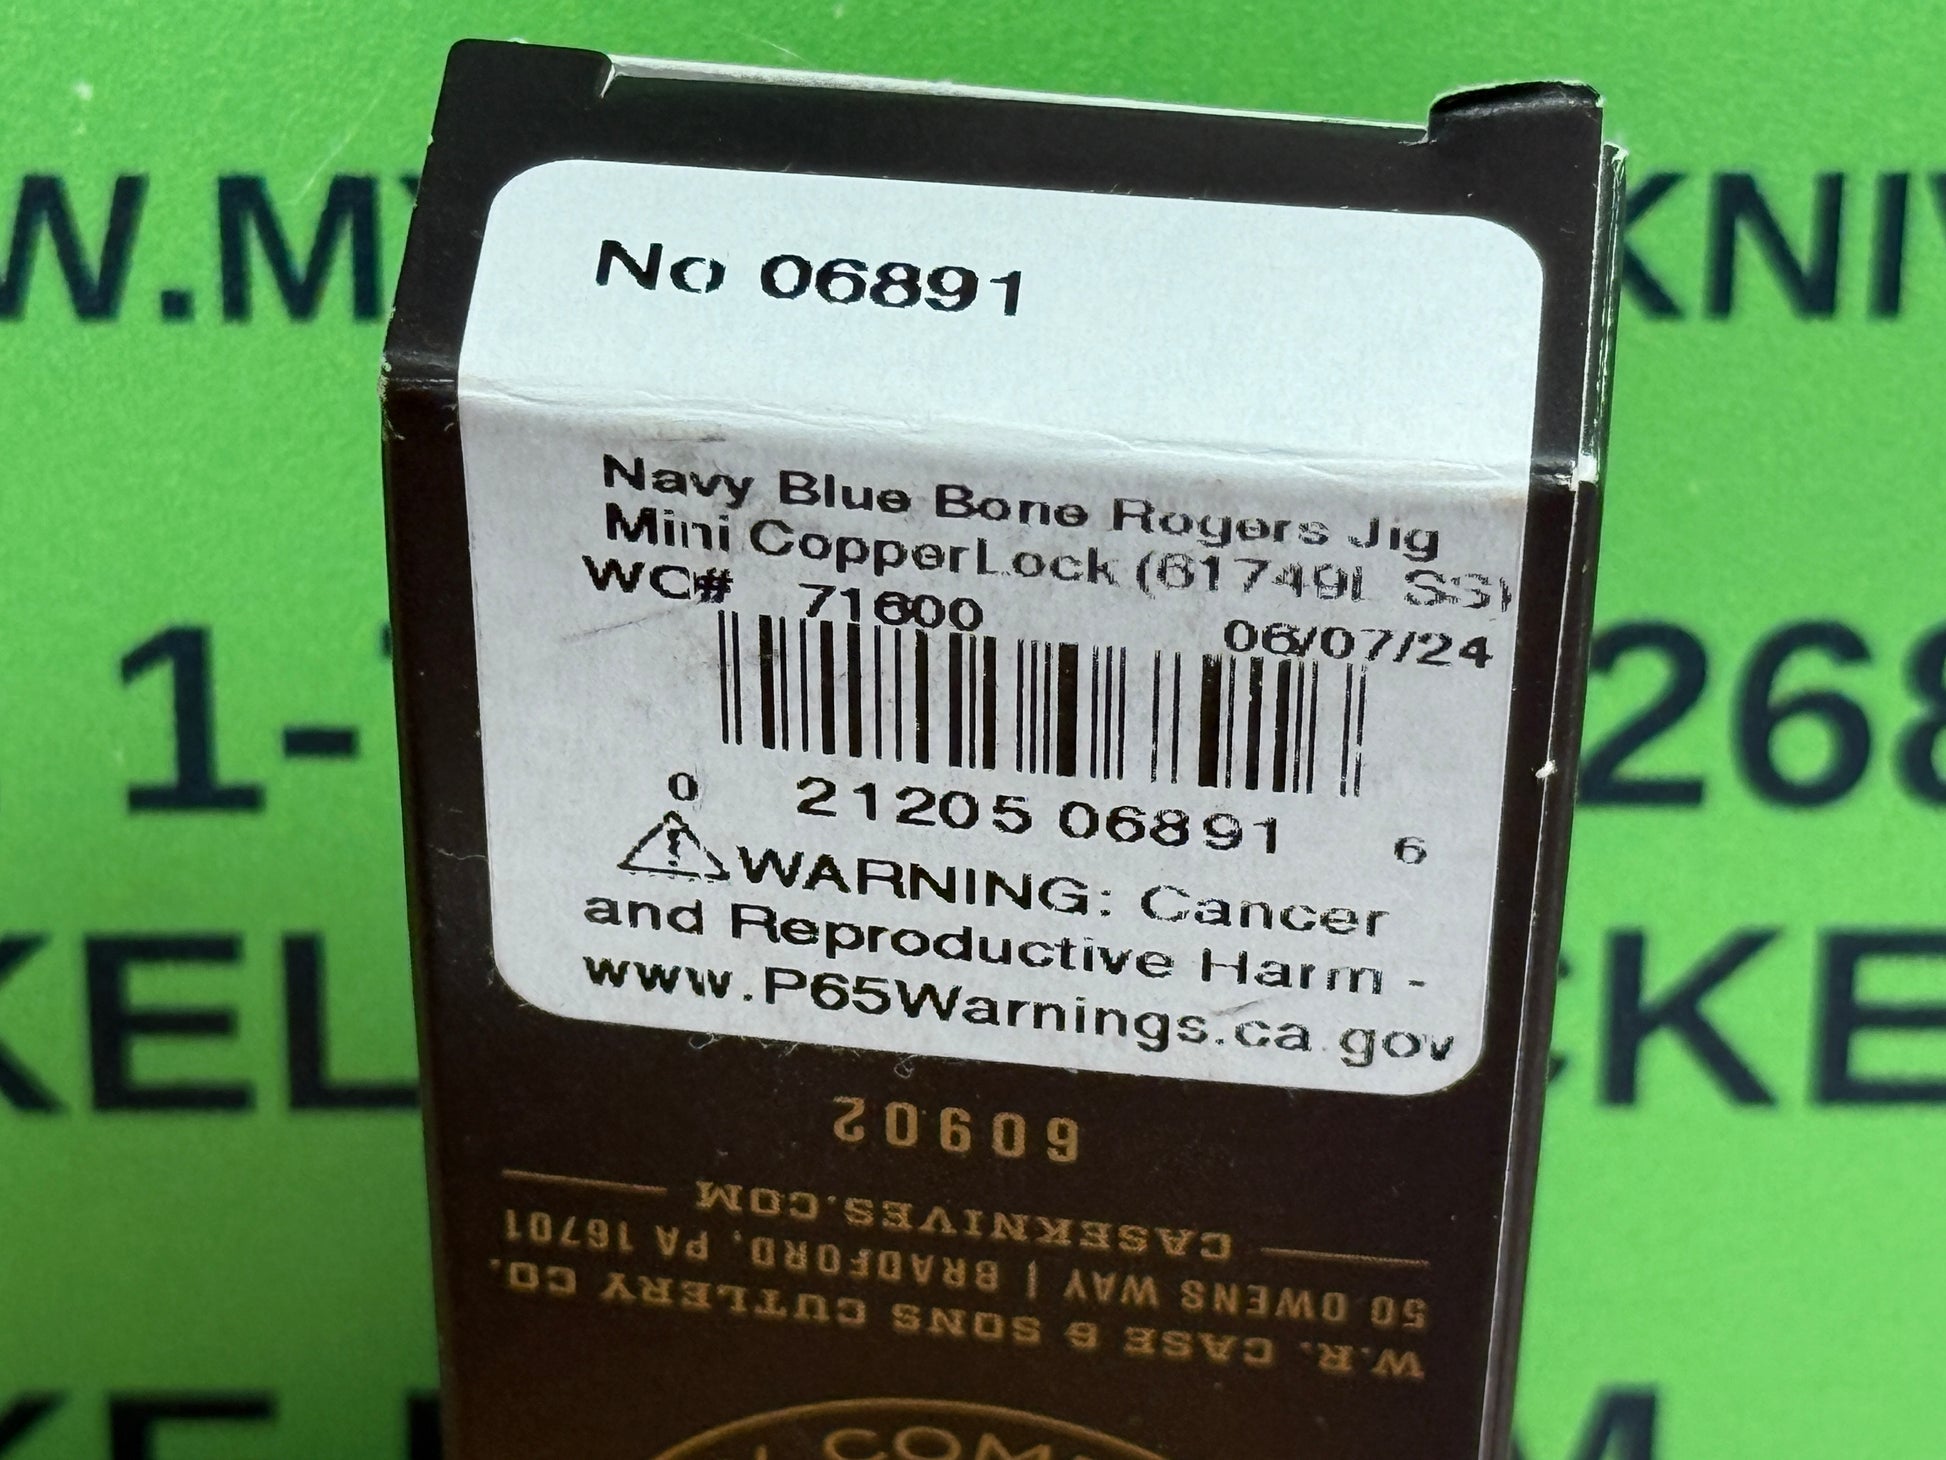 No 06891
Navy Blue Bone Rogers Jig
Mini CopperLock (61749L SS)
WC# 71600
06/07/24
0 21205 06891 6
WARNING: Cancer
and Reproductive Harm -
www.P65Warnings.ca.gov
60902
CASEKNIVES.COM
50 OWENS WAY | BRADFORD, PA 16701
W.R. CASE & SONS CUTLERY CO.